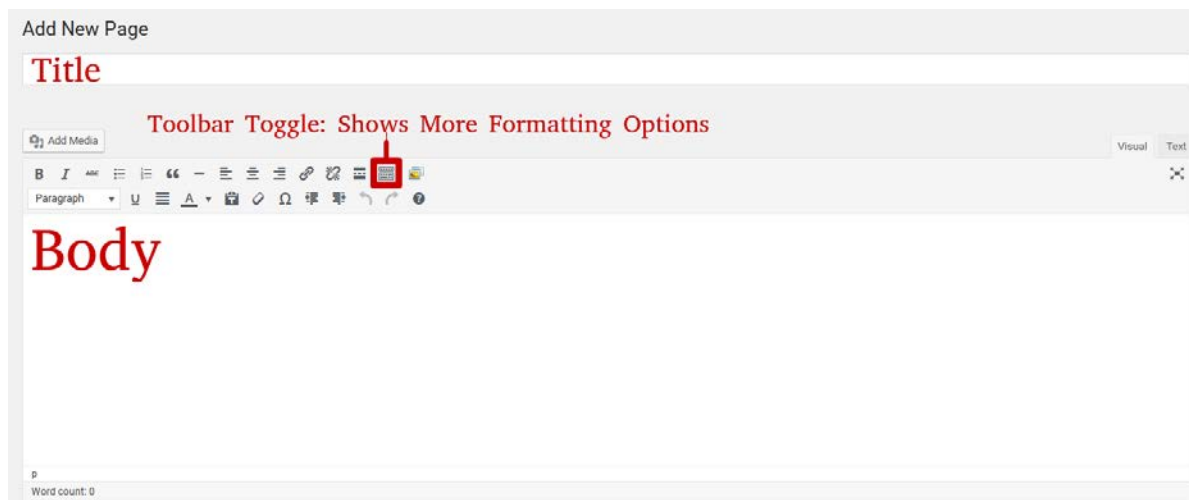 Add New Page
Title
Toolbar Toggle: Shows More Formatting Options
Add Media
Visual Text
B I ABC
Paragraph U A Ω
Body
p
Word count: 0